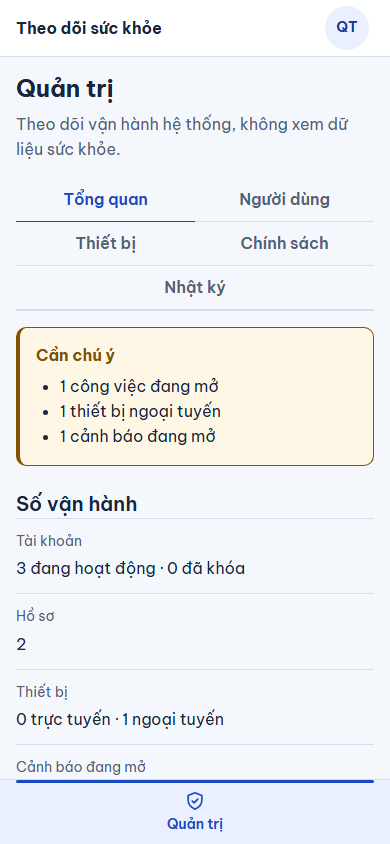 Theo dõi sức khỏe
QT
Quản trị
Theo dõi vận hành hệ thống, không xem dữ
liệu sức khỏe.
Tổng quan
Người dùng
Thiết bị
Chính sách
Nhật ký
Cần chú ý
1 công việc đang mở
1 thiết bị ngoại tuyến
1 cảnh báo đang mở
Số vận hành
Tài khoản
3 đang hoạt động · 0 đã khóa
Hồ sơ
2
Thiết bị
0 trực tuyến · 1 ngoại tuyến
Cảnh báo đang mở
Quản trị